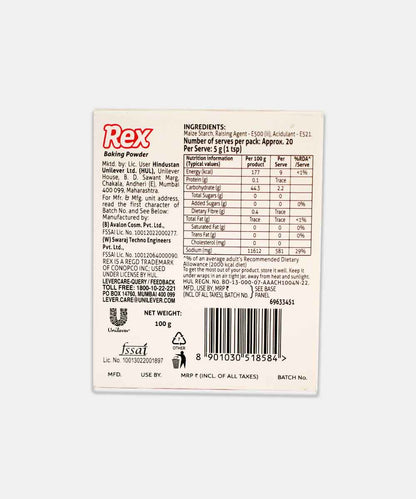 Rex
Baking Powder
Mktd. by: Lic. User Hindustan
Unilever Ltd. (HUL), Unilever
House, B. D. Sawant Marg,
Chakala, Andheri (E), Mumbai
400 099, Maharashtra.
For Mfr. & Mfg. unit address,
read the first character of
Batch No. and See Below:
Manufactured by:
(B) Avalon Cosm. Pvt. Ltd.,
FSSAI Lic. No. 10012022000277.
(W) Swaraj Techno Engineers
Pvt. Ltd.,
FSSAI Lic. No. 10012064000090.
REX IS A REGD TRADEMARK
OF CONOPCO INC; USED
UNDER LICENSE BY HUL.
LEVERCARE-QUERY / FEEDBACK
TOLL FREE: 1800-10-22-221
PO BOX 14760, MUMBAI 400 099
LEVER.CARE@UNILEVER.COM
INGREDIENTS:
Maize Starch, Raising Agent - E500 (ii), Acidulant - E521.
Number of serves per pack: Approx. 20
Per Serve: 5 g (1 tsp)
Nutrition information (Typical values) Per 100 g product Per Serve %RDA* /Serve
Energy (kcal) 177 9 <1%
Protein (g) 0.1 Trace
Carbohydrate (g) 44.3 2.2
Total Sugars (g) 0 0
Added Sugars (g) 0 0
Dietary Fibre (g) 0.4 Trace
Total Fat (g) Trace Trace <1%
Saturated Fat (g) 0 0
Trans Fat (g) 0 0
Cholesterol (mg) 0 0
Sodium (mg) 11612 581 29%
*% of an average adult's Recommended Dietary
Allowance (2000 kcal diet)
To get the most out of your product, store it well. Keep it
under wraps in an air tight jar, away from heat.
HUL REGN. No. BO-13-000-07-AAACH1004N-22.
MFD., USE BY, MRP ₹ } SEE BASE
(INCL. OF ALL TAXES), BATCH No. } PANEL
69633451
Unilever
NET WEIGHT:
100 g
fssai
Lic. No. 10013022001897
7
OTHER
8 901030 518584 >
MFD. USE BY. MRP ₹ (INCL. OF ALL TAXES) BATCH No.